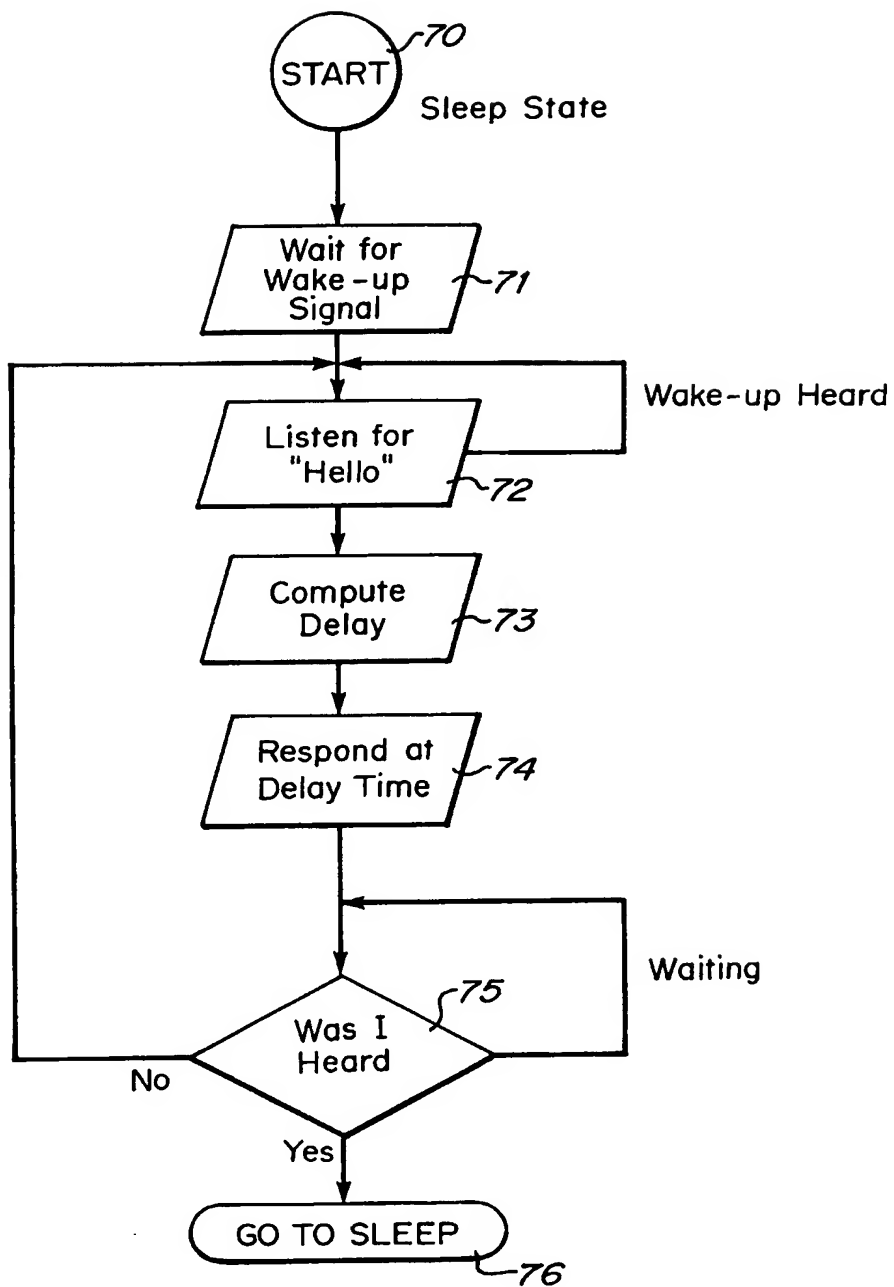 70
START
Sleep State
Wait for
Wake-up
Signal
71
Wake-up Heard
Listen for
"Hello"
72
Compute
Delay
73
Respond at
Delay Time
74
Waiting
75
Was I
Heard
No
Yes
GO TO SLEEP
76